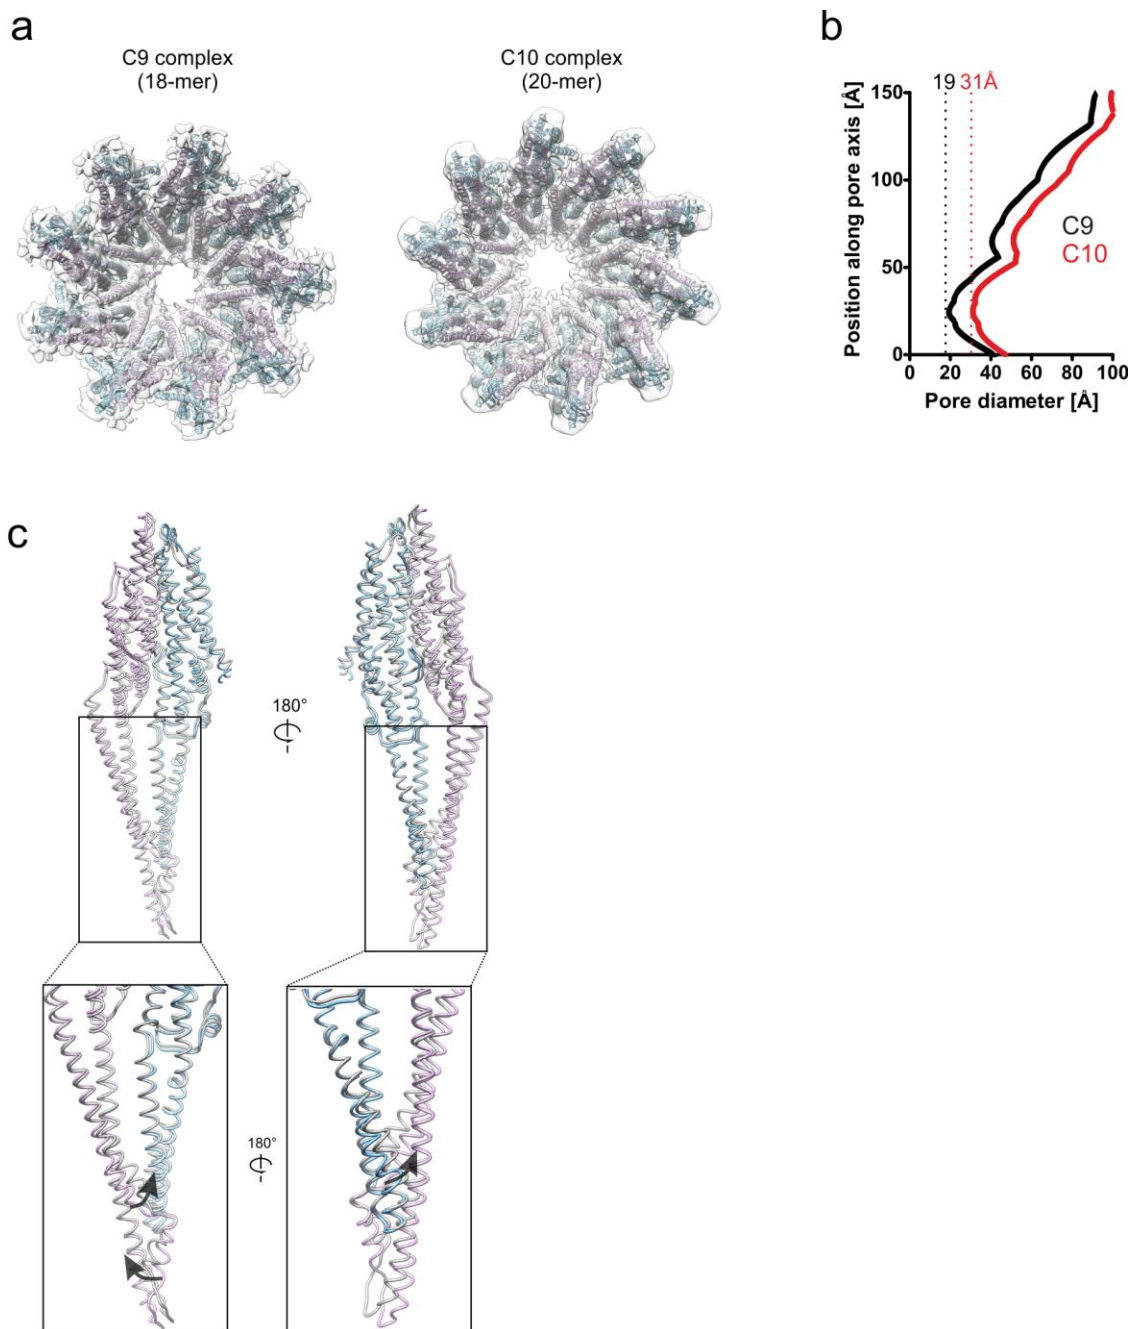 a
C9 complex
(18-mer)
C10 complex
(20-mer)
b
19 31Å
150
100
50
0
Position along pore axis [Å]
C9
C10
0 20 40 60 80 100
Pore diameter [Å]
c
180°
180°